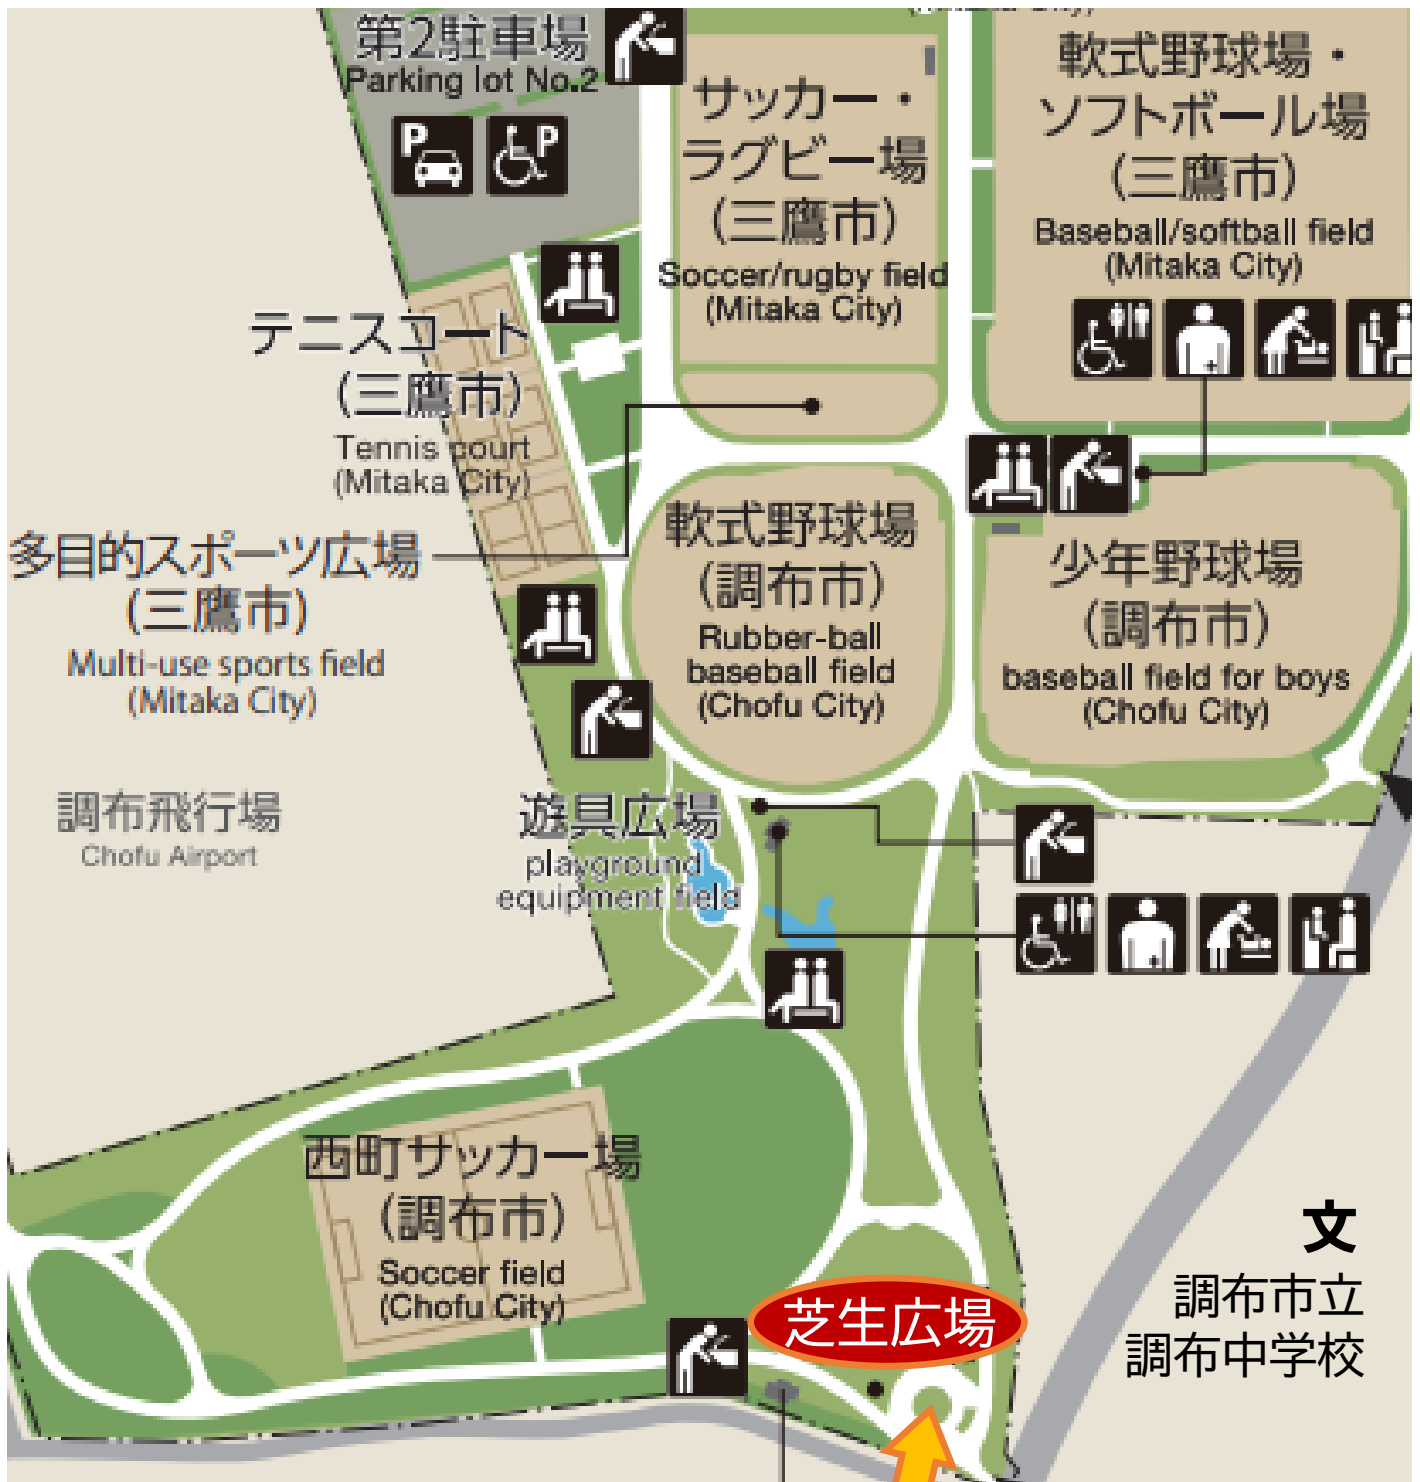 (Mitaka City)
第2駐車場
Parking lot No.2
P
P
サッカー・
ラグビー場
(三鷹市)
Soccer/rugby field
(Mitaka City)
軟式野球場・
ソフトボール場
(三鷹市)
Baseball/softball field
(Mitaka City)
テニスコート
(三鷹市)
Tennis court
(Mitaka City)
多目的スポーツ広場
(三鷹市)
Multi-use sports field
(Mitaka City)
軟式野球場
(調布市)
Rubber-ball
baseball field
(Chofu City)
少年野球場
(調布市)
baseball field for boys
(Chofu City)
調布飛行場
Chofu Airport
遊具広場
playground
equipment field
西町サッカー場
(調布市)
Soccer field
(Chofu City)
芝生広場
文
調布市立
調布中学校